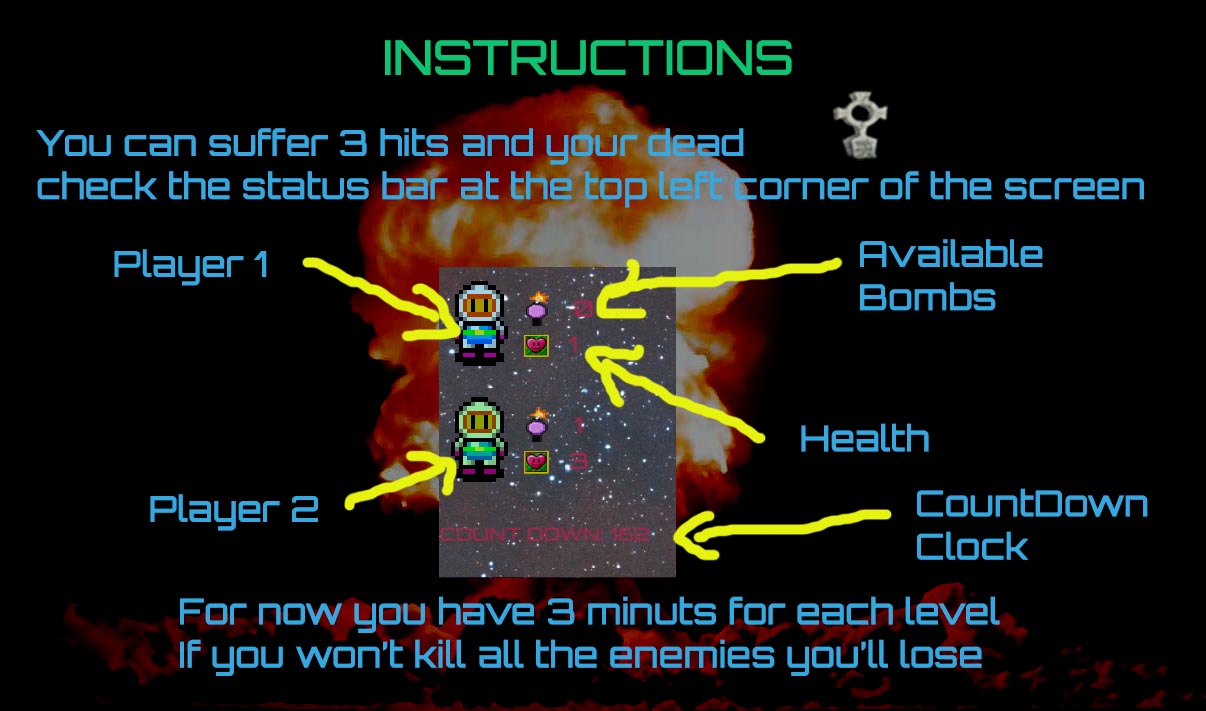 INSTRUCTIONS
You can suffer 3 hits and your dead
check the status bar at the top left corner of the screen
Player 1
Available
Bombs
0
1
Health
1
3
Player 2
CountDown
Clock
COUNT DOWN: 162
For now you have 3 minuts for each level
If you won't kill all the enemies you'll lose